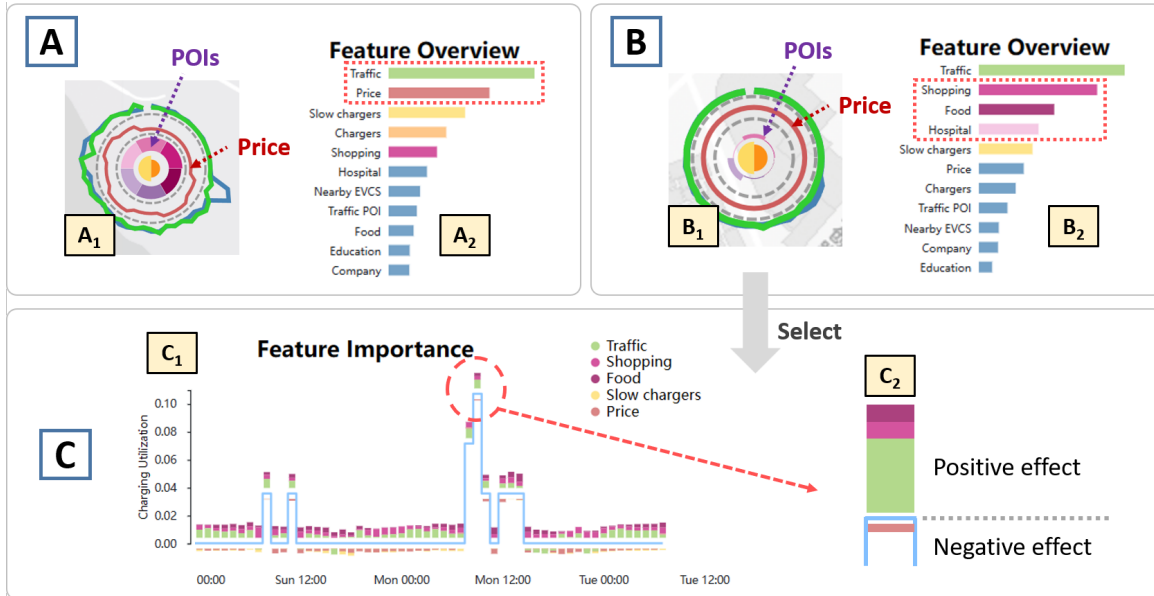 A
POIs
Price
A1
Feature Overview
Traffic
Price
Slow chargers
Chargers
Shopping
Hospital
Nearby EVCS
Traffic POI
Food
Education
Company
A2
B
POIs
Price
B1
Feature Overview
Traffic
Shopping
Food
Hospital
Slow chargers
Price
Chargers
Traffic POI
Nearby EVCS
Company
Education
B2
Select
C
C1
Feature Importance
Traffic
Shopping
Food
Slow chargers
Price
Charging Utilization
0.10
0.08
0.06
0.04
0.02
0.00
00:00
Sun 12:00
Mon 00:00
Mon 12:00
Tue 00:00
Tue 12:00
C2
Positive effect
Negative effect